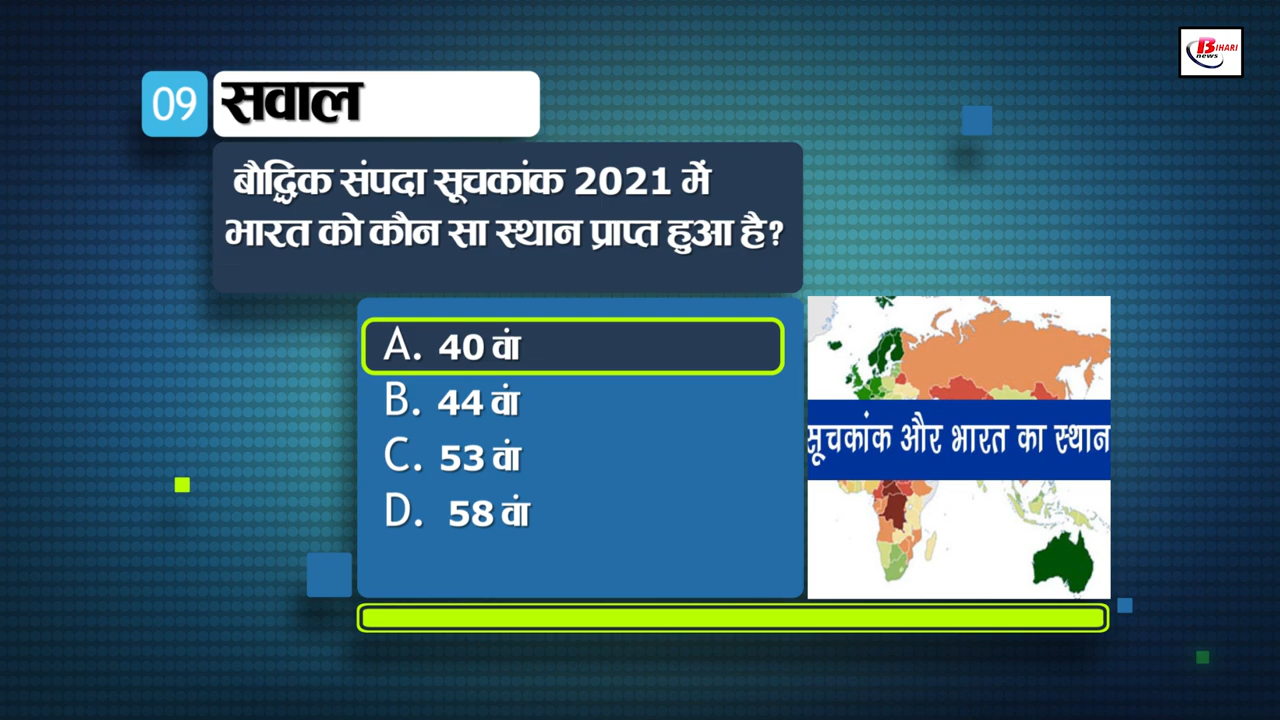 BIHARI
news
09 सवाल
बौद्धिक संपदा सूचकांक 2021 में
भारत को कौन सा स्थान प्राप्त हुआ है?
A. 40 वां
B. 44 वां
C. 53 वां
D. 58 वां
सूचकांक और भारत का स्थान